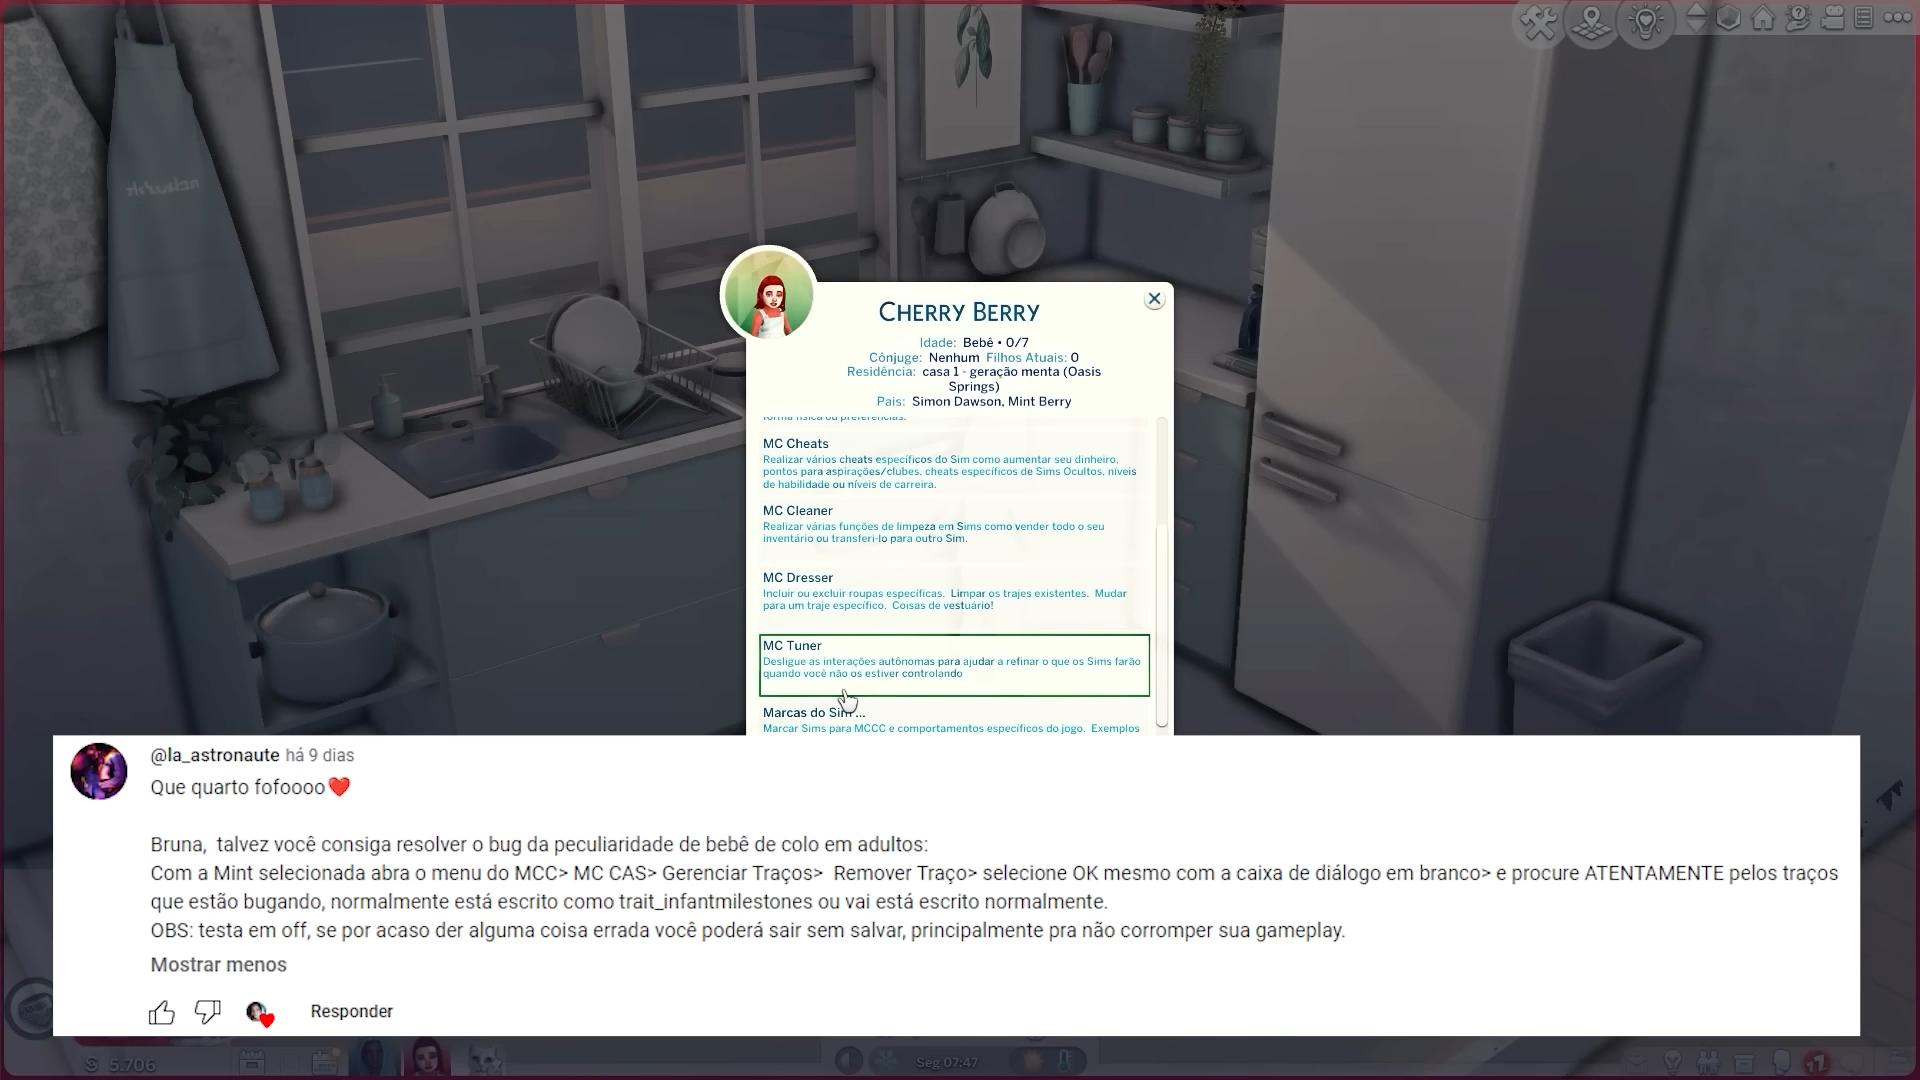 CHERRY BERRY
Idade: Bebê • 0/7
Cônjuge: Nenhum Filhos Atuais: 0
Residência: casa 1 - geração menta (Oasis
Springs)
Pais: Simon Dawson, Mint Berry
forma física ou preferências.
MC Cheats
Realizar vários cheats específicos do Sim como aumentar seu dinheiro,
pontos para aspirações/clubes, cheats específicos de Sims Ocultos, níveis
de habilidade ou níveis de carreira.
MC Cleaner
Realizar várias funções de limpeza em Sims como vender todo o seu
inventário ou transferi-lo para outro Sim.
MC Dresser
Incluir ou excluir roupas específicas. Limpar os trajes existentes. Mudar
para um traje específico. Coisas de vestuário!
MC Tuner
Desligue as interações autônomas para ajudar a refinar o que os Sims farão
quando você não os estiver controlando
Marcas do Sim ...
Marcar Sims para MCCC e comportamentos específicos do jogo. Exemplos
@la_astronaute há 9 dias
Que quarto fofoooo❤️
Bruna, talvez você consiga resolver o bug da peculiaridade de bebê de colo em adultos:
Com a Mint selecionada abra o menu do MCC> MC CAS> Gerenciar Traços> Remover Traço> selecione OK mesmo com a caixa de diálogo em branco> e procure ATENTAMENTE pelos traços
que estão bugando, normalmente está escrito como trait_infantmilestones ou vai está escrito normalmente.
OBS: testa em off, se por acaso der alguma coisa errada você poderá sair sem salvar, principalmente pra não corromper sua gameplay.
Mostrar menos
Responder
5.706
Seg 07:47